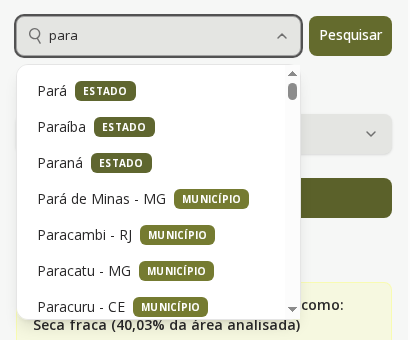 para
Pesquisar
Pará ESTADO
Paraíba ESTADO
Paraná ESTADO
Pará de Minas - MG MUNICÍPIO
Paracambi - RJ MUNICÍPIO
Paracatu - MG MUNICÍPIO
Paracuru - CE MUNICÍPIO
como:
Seca fraca (40,03% da área analisada)